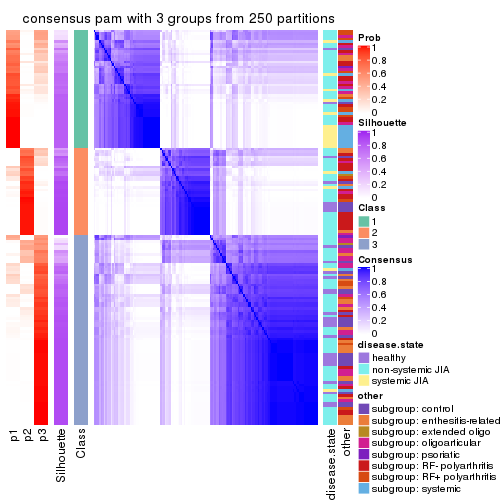 consensus pam with 3 groups from 250 partitions
Prob
1
0.8
0.6
0.4
0.2
0
Silhouette
1
0.8
0.6
0.4
0.2
0
Class
1
2
3
Consensus
1
0.8
0.6
0.4
0.2
0
disease.state
healthy
non-systemic JIA
systemic JIA
other
subgroup: control
subgroup: enthesitis-related
subgroup: extended oligo
subgroup: oligoarticular
subgroup: psoriatic
subgroup: RF- polyarthritis
subgroup: RF+ polyarthritis
subgroup: systemic
p1
p2
p3
Silhouette
Class
disease.state
other